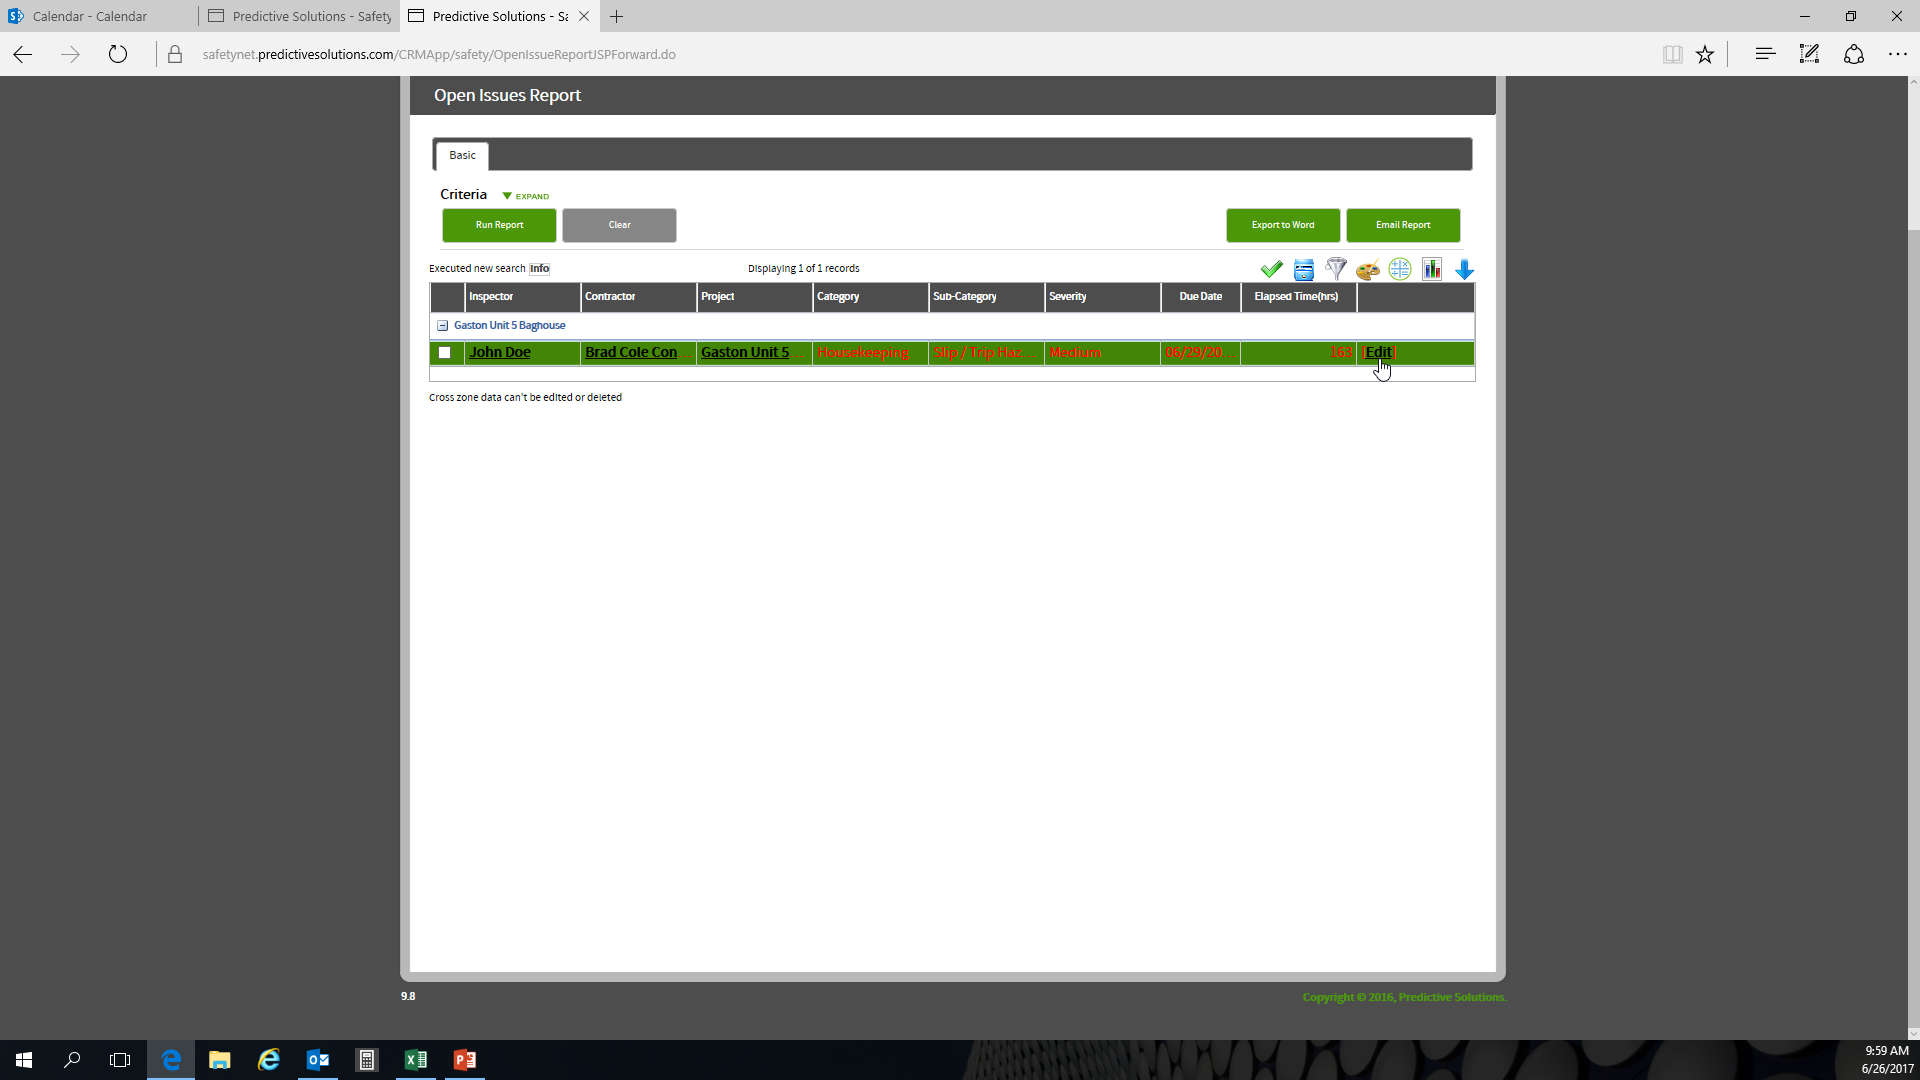 Calendar - Calendar
Predictive Solutions - Safety
Predictive Solutions - Sa
safetynet.predictivesolutions.com/CRMApp/safety/OpenIssueReportJSPForward.do
Open Issues Report
Basic
Criteria EXPAND
Run Report Clear Export to Word Email Report
Executed new search Info Displaying 1 of 1 records
Inspector Contractor Project Category Sub-Category Severity Due Date Elapsed Time(hrs)
Gaston Unit 5 Baghouse
John Doe Brad Cole Con... Gaston Unit 5... Housekeeping Slip / Trip Haz... Medium 06/29/20... 163 [Edit]
Cross zone data can't be edited or deleted
9.8 Copyright © 2016, Predictive Solutions.
9:59 AM
6/26/2017